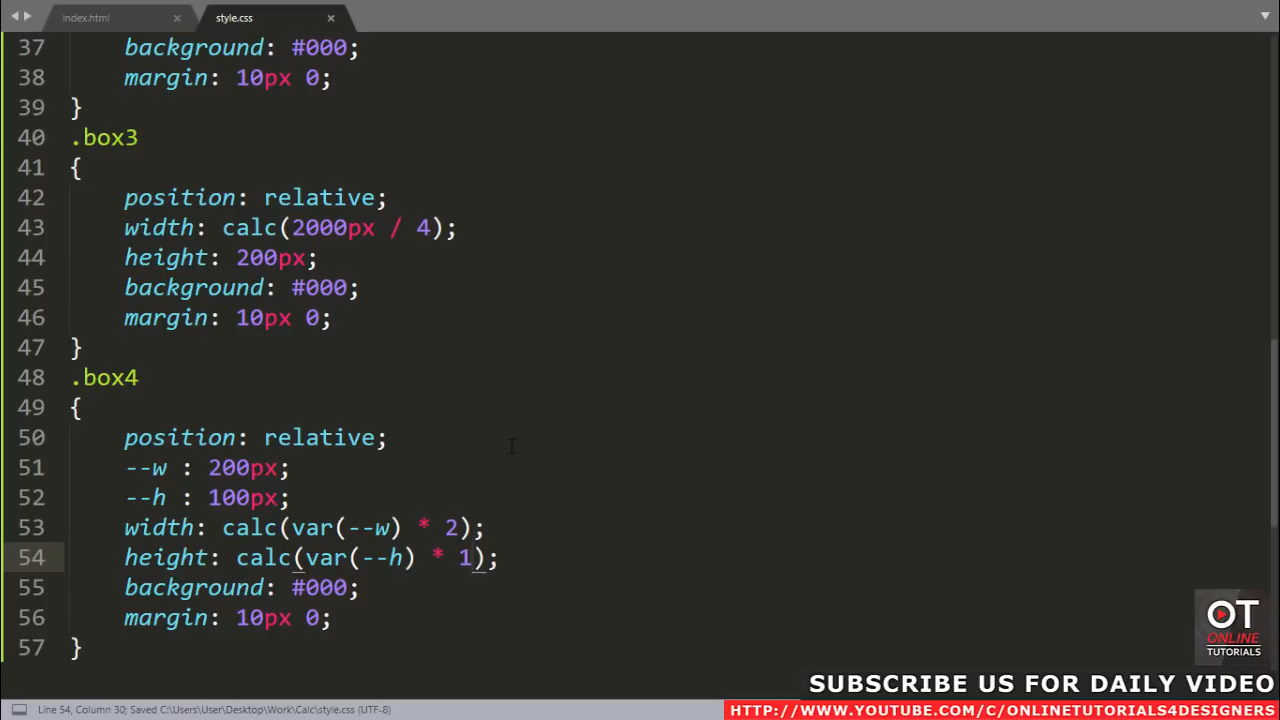 index.html × style.css ×
37 background: #000;
38 margin: 10px 0;
39 }
40 .box3
41 {
42 position: relative;
43 width: calc(2000px / 4);
44 height: 200px;
45 background: #000;
46 margin: 10px 0;
47 }
48 .box4
49 {
50 position: relative;
51 --w : 200px;
52 --h : 100px;
53 width: calc(var(--w) * 2);
54 height: calc(var(--h) * 1);
55 background: #000;
56 margin: 10px 0;
57 }
OT
ONLINE
TUTORIALS
SUBSCRIBE US FOR DAILY VIDEO
Line 54, Column 30; Saved C:\Users\User\Desktop\Work\Calc\style.css (UTF-8)
HTTP://WWW.YOUTUBE.COM/C/ONLINETUTORIALS4DESIGNERS